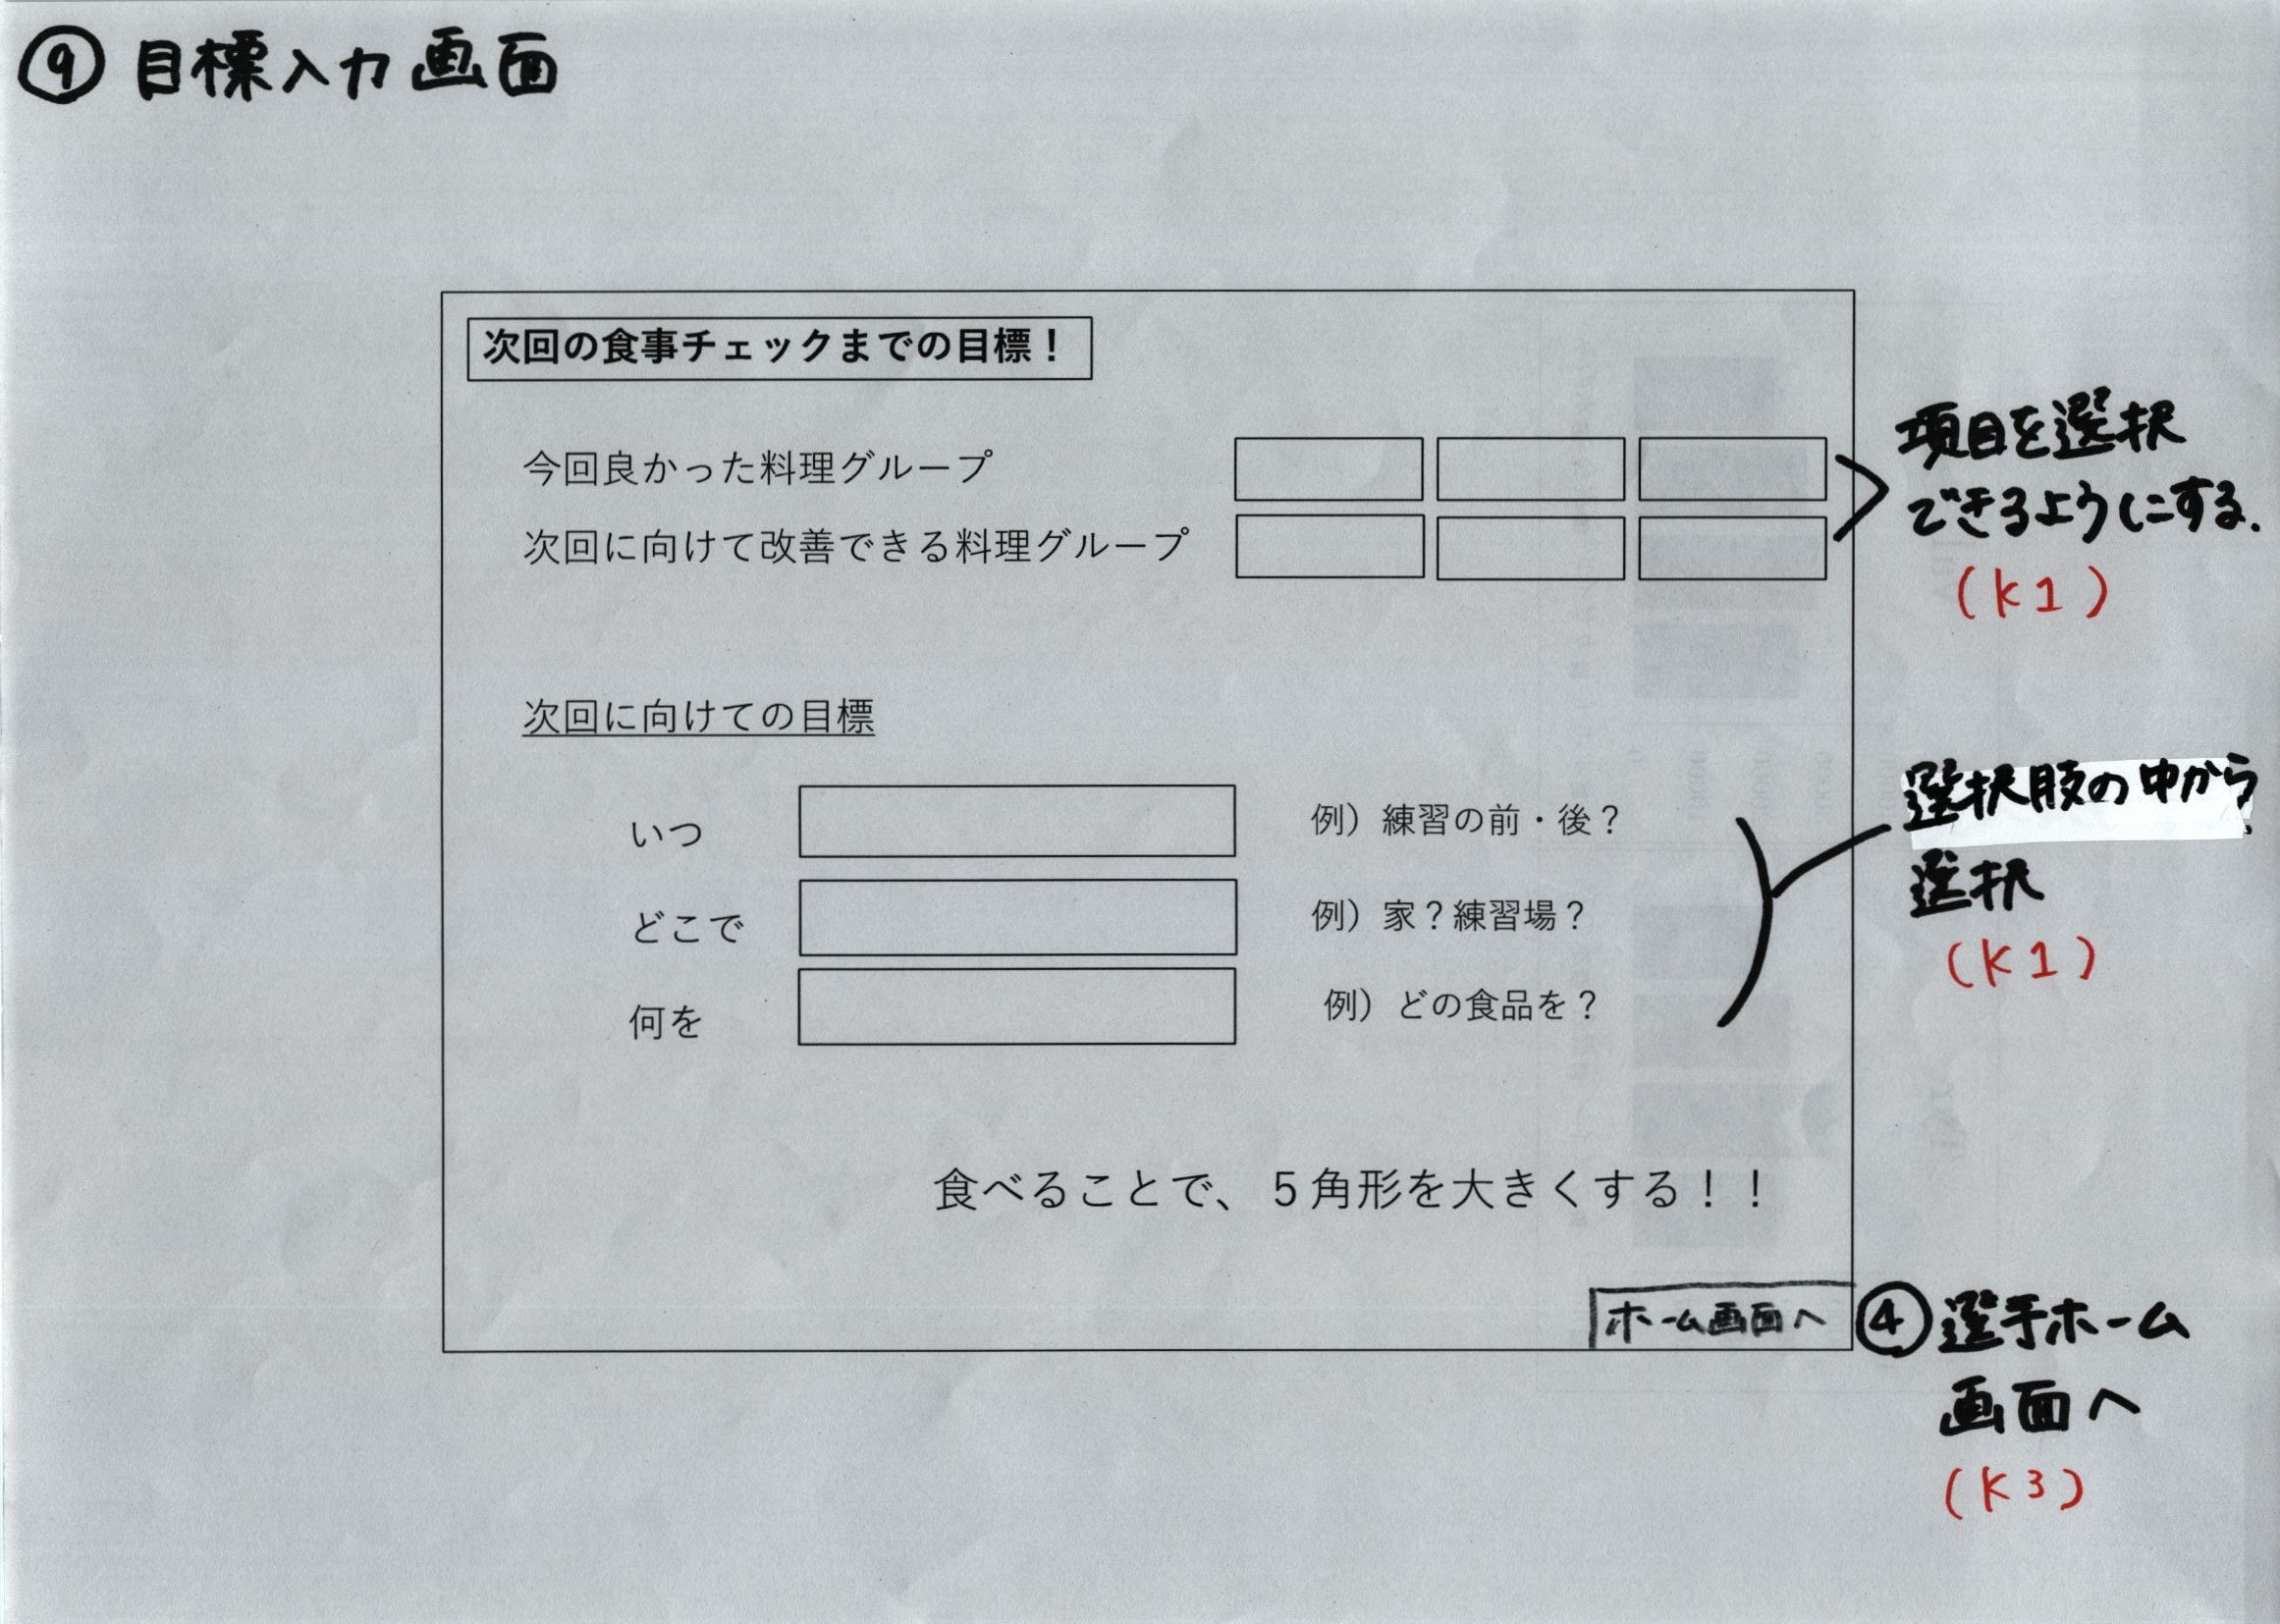 ⑨ 目標入力画面
次回の食事チェックまでの目標！
今回良かった料理グループ
次回に向けて改善できる料理グループ
項目を選択
できるようにする.
(K1)
次回に向けての目標
いつ
例）練習の前・後？
どこで
例）家？練習場？
何を
例）どの食品を？
選択肢の中から
選択
(K1)
食べることで、５角形を大きくする！！
ホーム画面へ
④ 選手ホーム
画面へ
(K3)